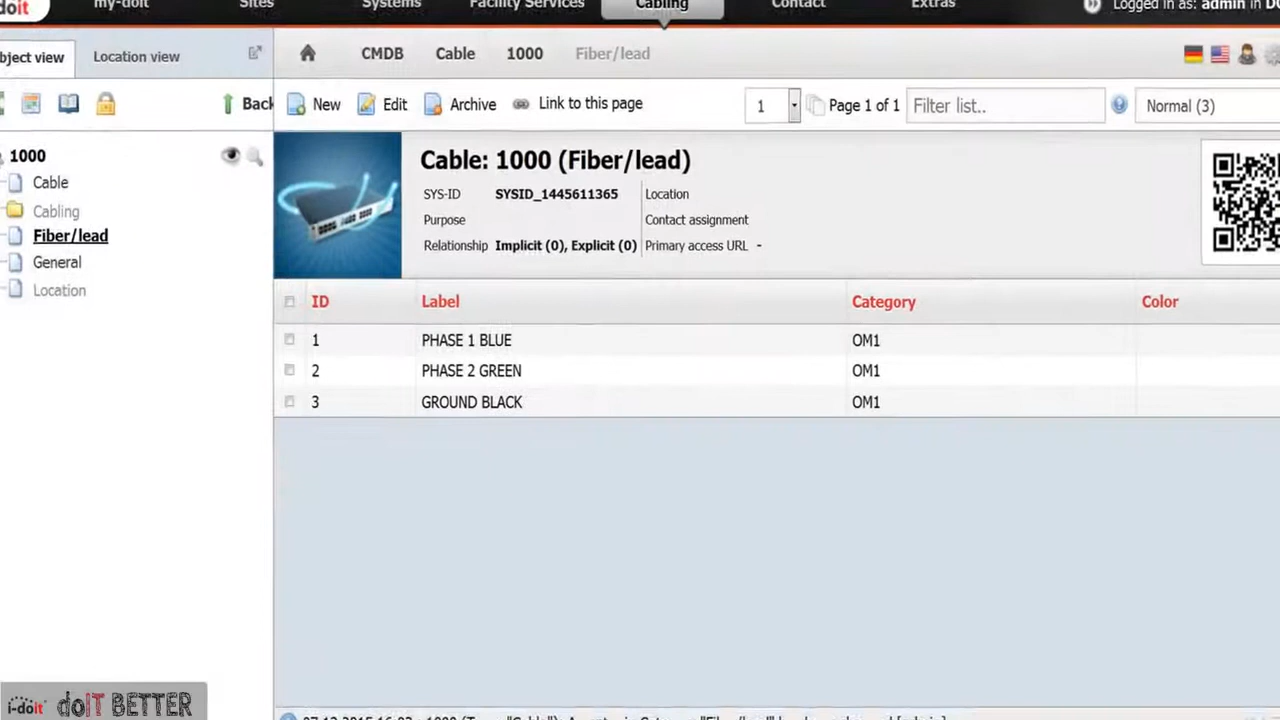 doit
my-doit Sites Systems Facility Services Cabling Contact Extras Logged in as: admin in
bject view Location view
CMDB Cable 1000 Fiber/lead
Back New Edit Archive Link to this page 1 Page 1 of 1 Filter list.. Normal (3)
1000
Cable
Cabling
Fiber/lead
General
Location
Cable: 1000 (Fiber/lead)
SYS-ID SYSID_1445611365 Location
Purpose Contact assignment
Relationship Implicit (0), Explicit (0) Primary access URL -
ID Label Category Color
1 PHASE 1 BLUE OM1
2 PHASE 2 GREEN OM1
3 GROUND BLACK OM1
i-doit doIT BETTER